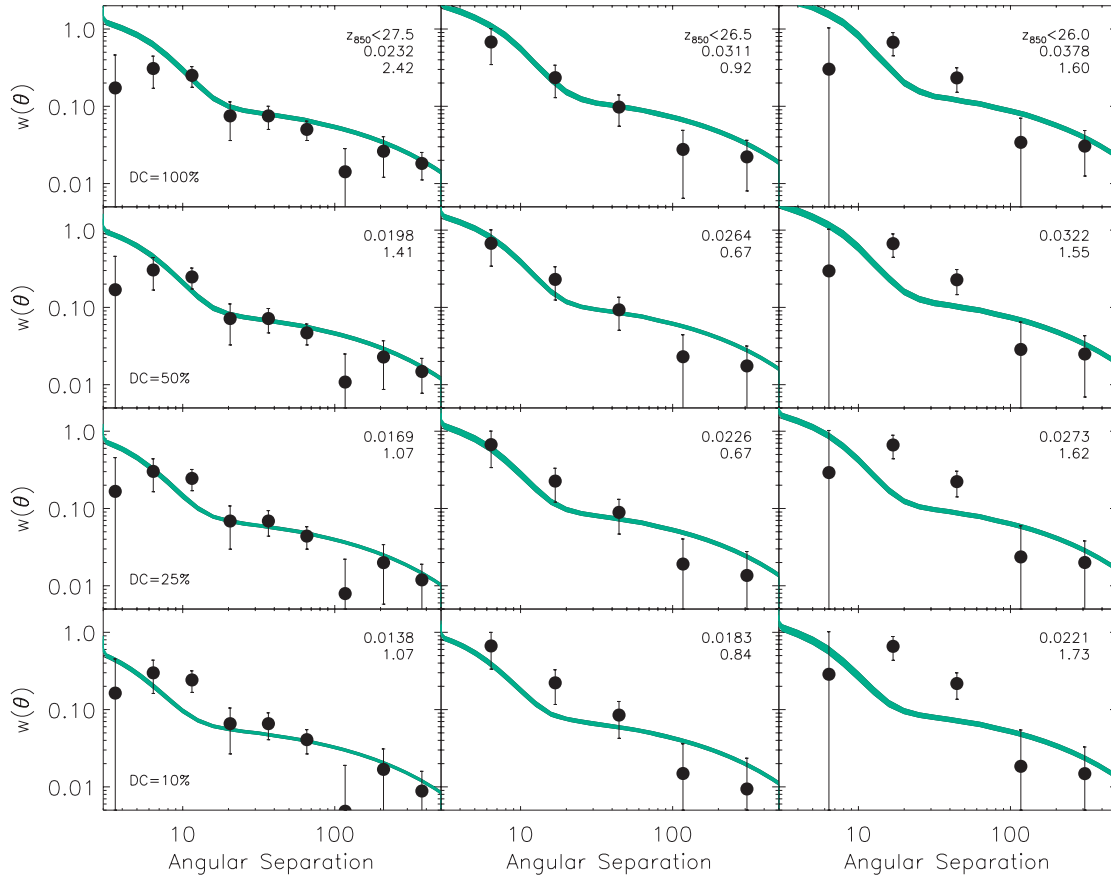 z850<27.5
0.0232
2.42
z850<26.5
0.0311
0.92
z850<26.0
0.0378
1.60
1.0
0.10
0.01
w(θ)
DC=100%
0.0198
1.41
0.0264
0.67
0.0322
1.55
1.0
0.10
0.01
w(θ)
DC=50%
0.0169
1.07
0.0226
0.67
0.0273
1.62
1.0
0.10
0.01
w(θ)
DC=25%
0.0138
1.07
0.0183
0.84
0.0221
1.73
1.0
0.10
0.01
w(θ)
DC=10%
10 100 10 100 10 100
Angular Separation Angular Separation Angular Separation